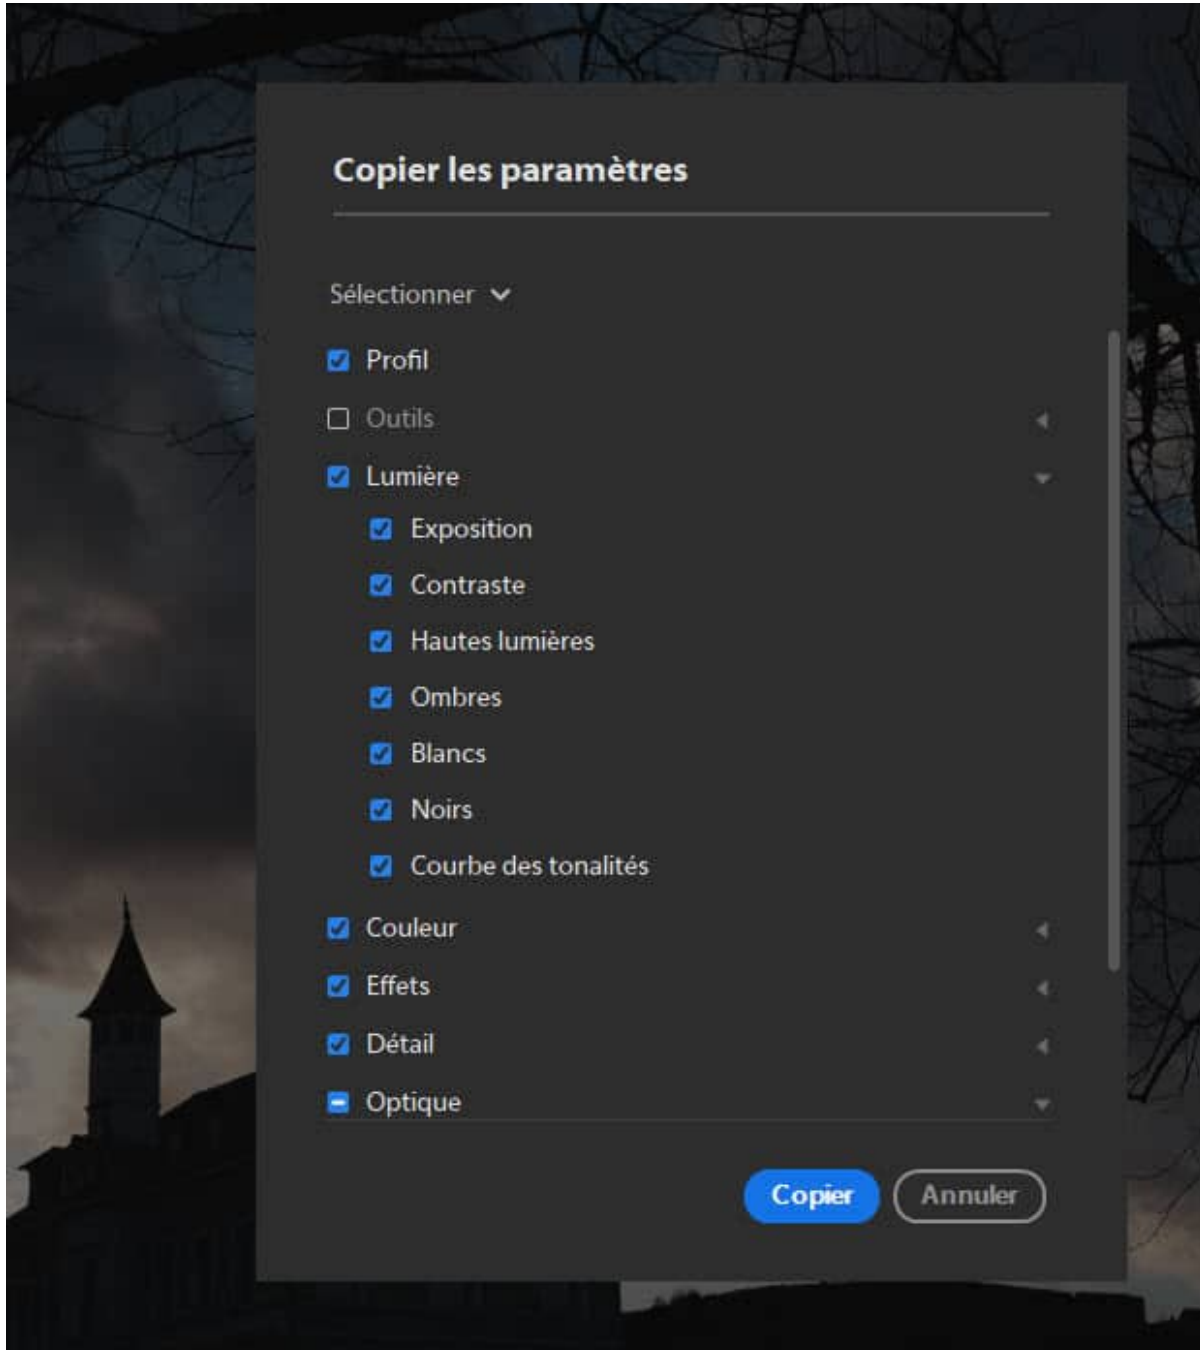 Copier les paramètres
Sélectionner
Profil
Outils
Lumière
Exposition
Contraste
Hautes lumières
Ombres
Blancs
Noirs
Courbe des tonalités
Couleur
Effets
Détail
Optique
Copier Annuler